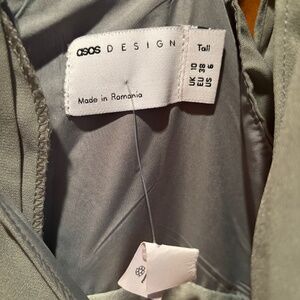 asos DESIGN
Made in Romania
Tall
UK 10
EU 38
US 6